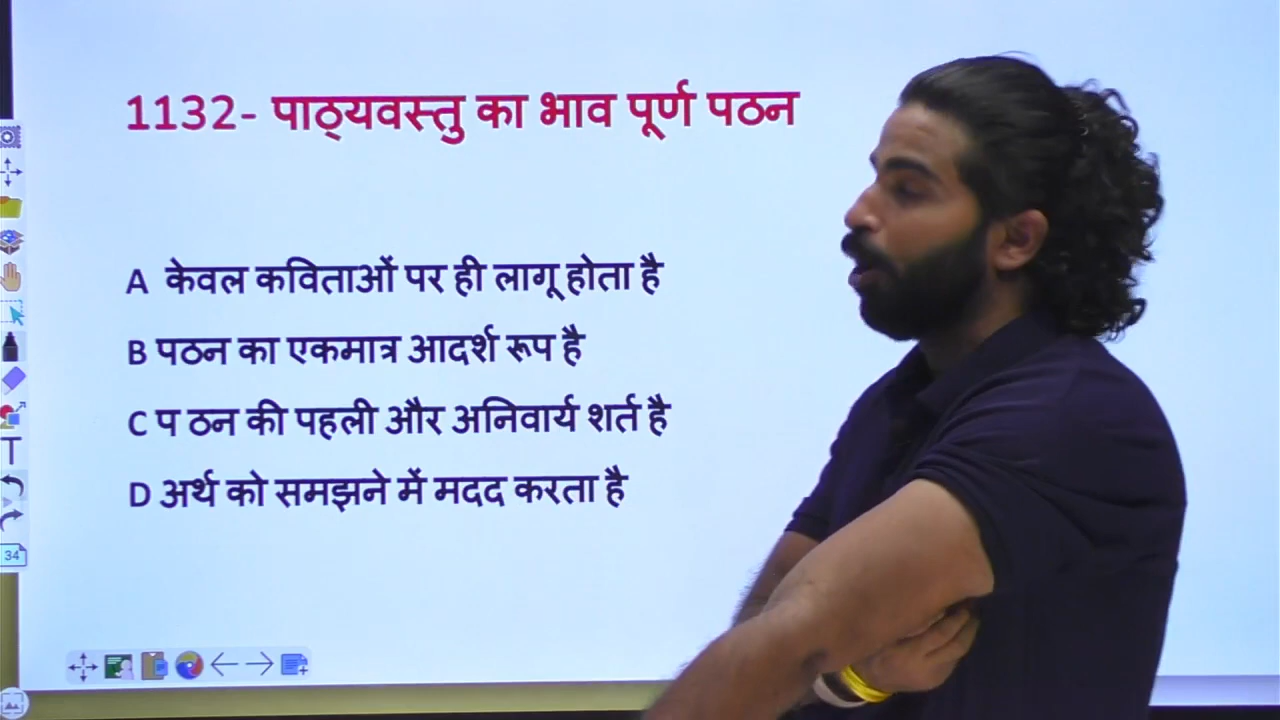 1132- पाठ्यवस्तु का भाव पूर्ण पठन
A केवल कविताओं पर ही लागू होता है
B पठन का एकमात्र आदर्श रूप है
C प ठन की पहली और अनिवार्य शर्त है
D अर्थ को समझने में मदद करता है
34